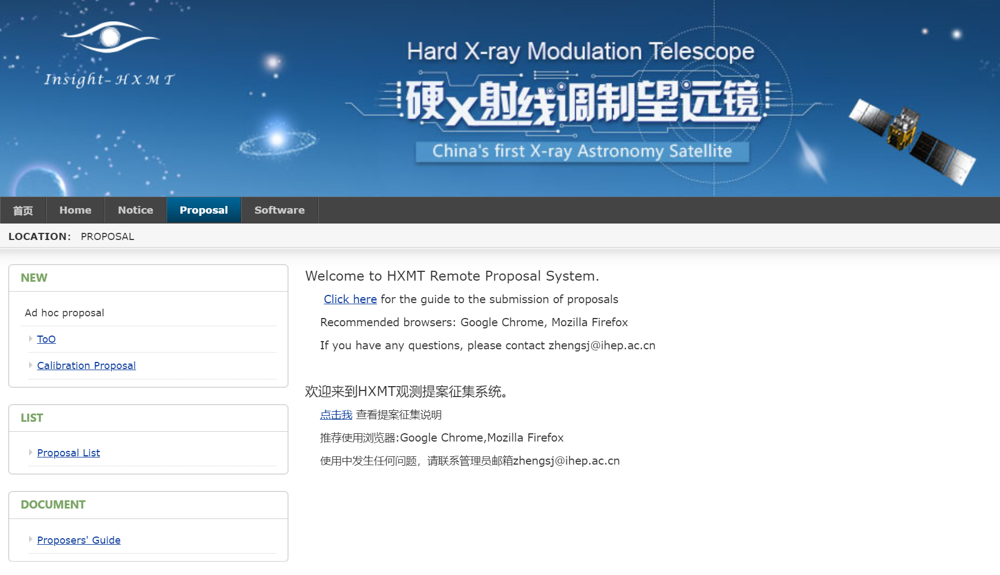 Insight-HXMT
Hard X-ray Modulation Telescope
硬x射线调制望远镜
China's first X-ray Astronomy Satellite
首页 Home Notice Proposal Software
LOCATION: PROPOSAL
NEW
Ad hoc proposal
ToO
Calibration Proposal
LIST
Proposal List
DOCUMENT
Proposers' Guide
Welcome to HXMT Remote Proposal System.
Click here for the guide to the submission of proposals
Recommended browsers: Google Chrome, Mozilla Firefox
If you have any questions, please contact zhengsj@ihep.ac.cn
欢迎来到HXMT观测提案征集系统。
点击我 查看提案征集说明
推荐使用浏览器:Google Chrome,Mozilla Firefox
使用中发生任何问题，请联系管理员邮箱zhengsj@ihep.ac.cn